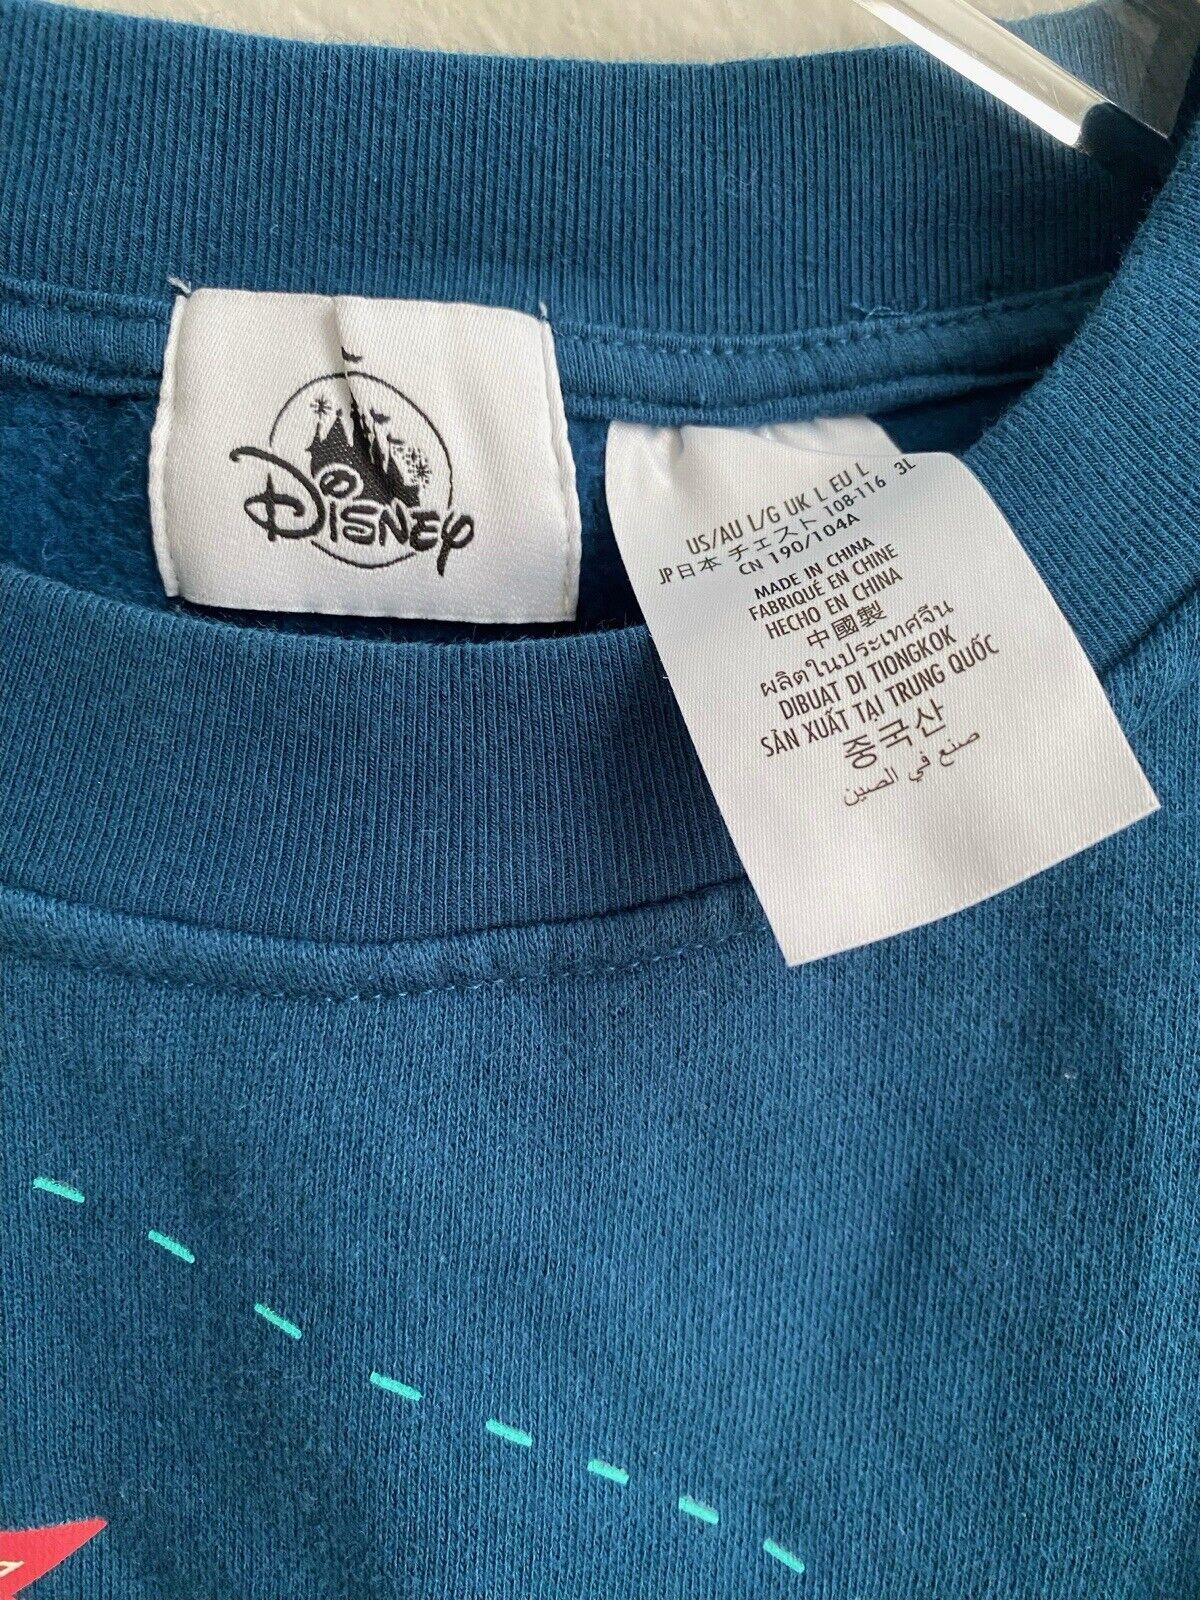 DISNEY
US/AU L/G UK L EU L
JP日本 チェスト 108-116 3L
CN 190/104A
MADE IN CHINA
FABRIQUÉ EN CHINE
HECHO EN CHINA
中國製
ผลิตในประเทศจีน
DIBUAT DI TIONGKOK
SẢN XUẤT TẠI TRUNG QUỐC
중국산
صنع في الصين